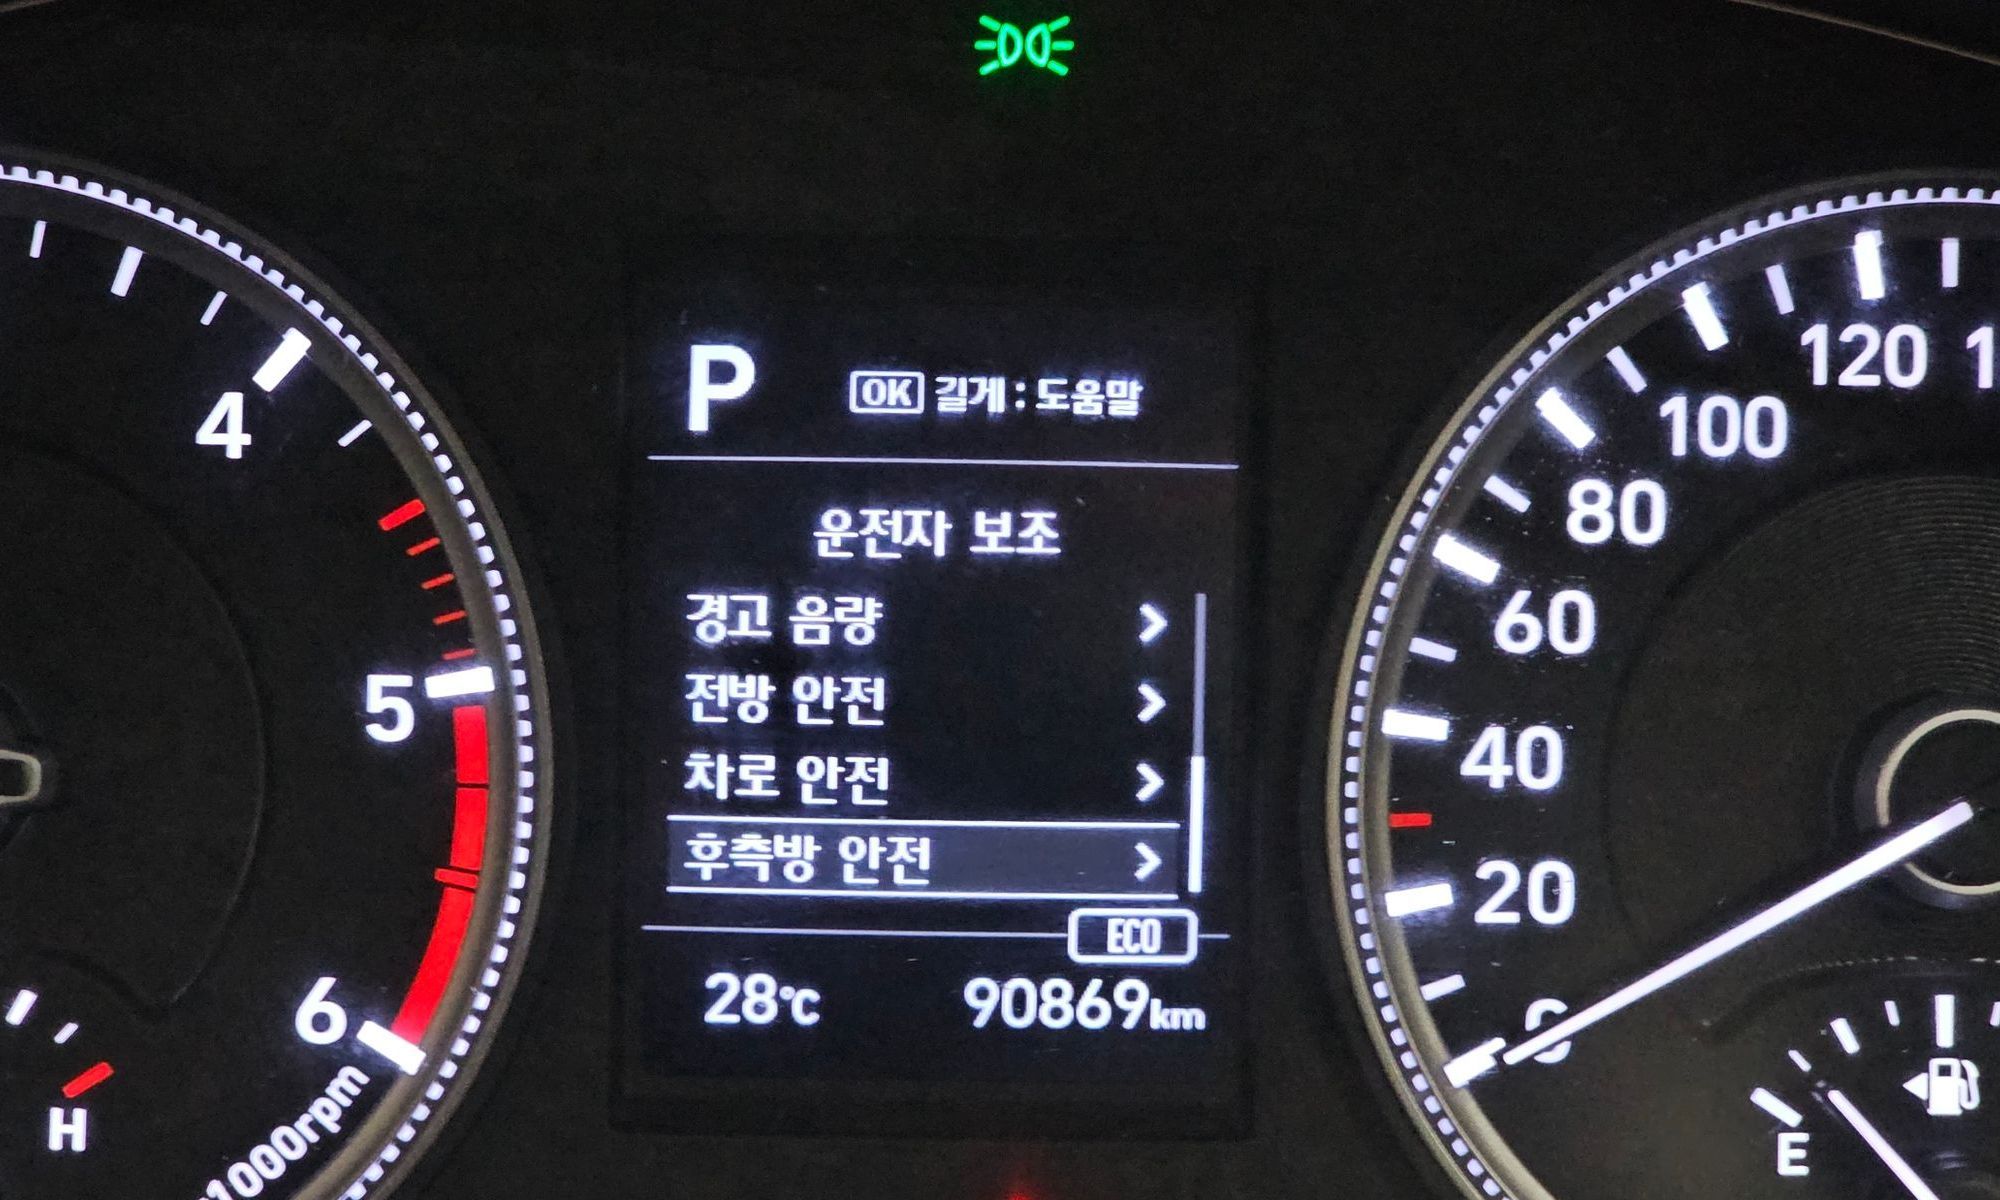 P
OK 길게 : 도움말
운전자 보조
경고 음량
전방 안전
차로 안전
후측방 안전
ECO
28℃
90869km
4
5
6
H
1000rpm
120
100
80
60
40
20
0
E